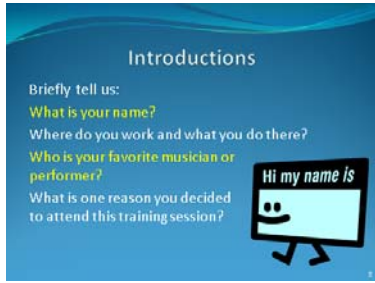 Introductions
Briefly tell us:
What is your name?
Where do you work and what you do there?
Who is your favorite musician or
performer?
What is one reason you decided
to attend this training session?
Hi my name is